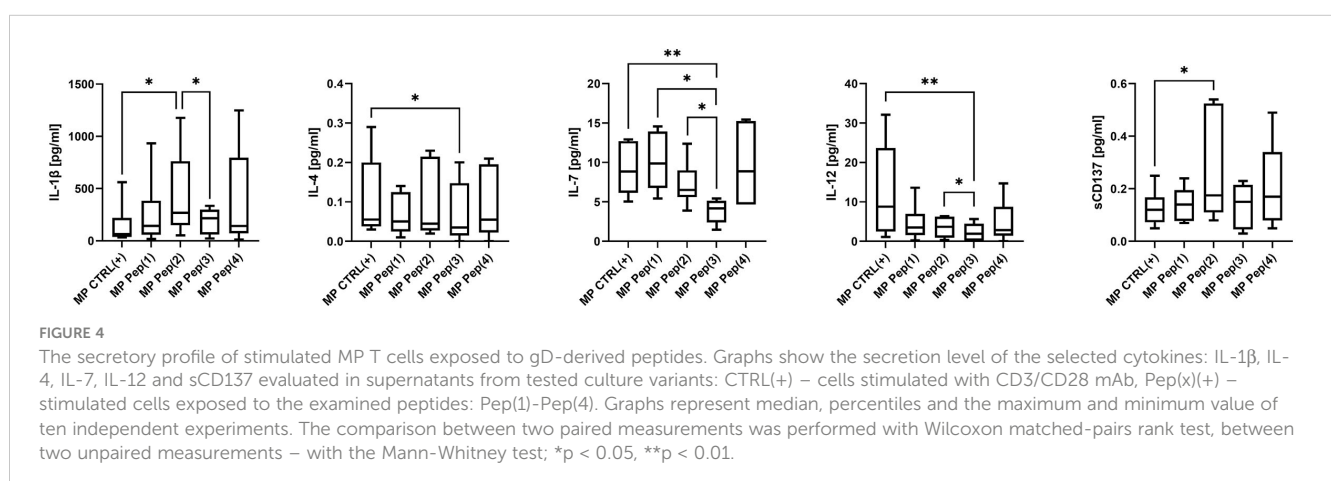 * *
IL-1β [pg/ml]
1500
1000
500
0
MP CTRL(+)
MP Pep(1)
MP Pep(2)
MP Pep(3)
MP Pep(4)
*
IL-4 [pg/ml]
0.4
0.3
0.2
0.1
0.0
MP CTRL(+)
MP Pep(1)
MP Pep(2)
MP Pep(3)
MP Pep(4)
**
*
*
IL-7 [pg/ml]
20
15
10
5
0
MP CTRL(+)
MP Pep(1)
MP Pep(2)
MP Pep(3)
MP Pep(4)
**
*
IL-12 [pg/ml]
40
30
20
10
0
MP CTRL(+)
MP Pep(1)
MP Pep(2)
MP Pep(3)
MP Pep(4)
*
sCD137 [pg/ml]
0.6
0.4
0.2
0.0
MP CTRL(+)
MP Pep(1)
MP Pep(2)
MP Pep(3)
MP Pep(4)
FIGURE 4
The secretory profile of stimulated MP T cells exposed to gD-derived peptides. Graphs show the secretion level of the selected cytokines: IL-1β, IL-
4, IL-7, IL-12 and sCD137 evaluated in supernatants from tested culture variants: CTRL(+) – cells stimulated with CD3/CD28 mAb, Pep(x)(+) –
stimulated cells exposed to the examined peptides: Pep(1)-Pep(4). Graphs represent median, percentiles and the maximum and minimum value of
ten independent experiments. The comparison between two paired measurements was performed with Wilcoxon matched-pairs rank test, between
two unpaired measurements – with the Mann-Whitney test; *p < 0.05, **p < 0.01.